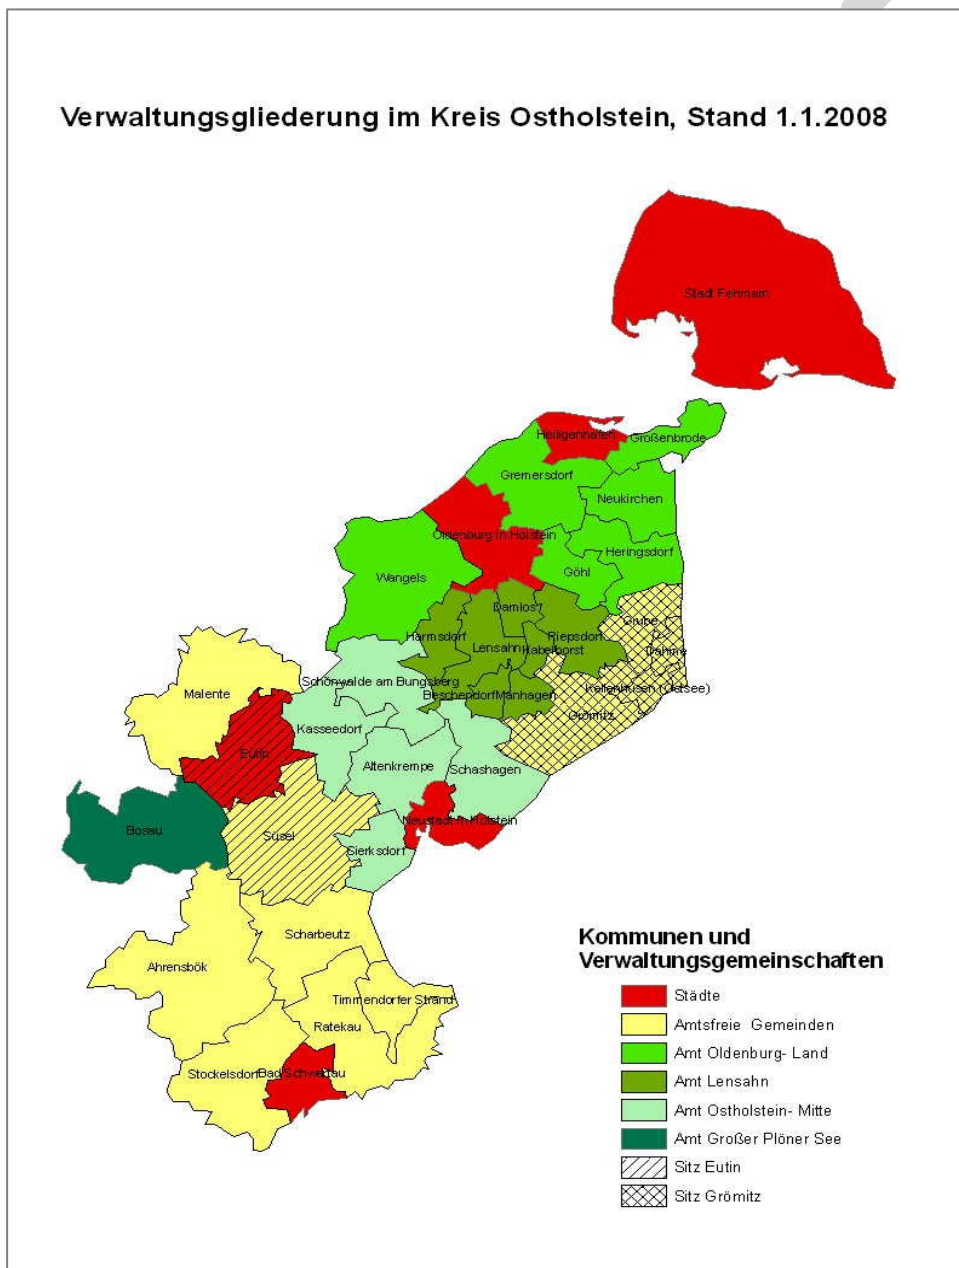 Verwaltungsgliederung im Kreis Ostholstein, Stand 1.1.2008
Stadt Fehmarn
Heiligenhafen
Großenbrode
Gremersdorf
Neukirchen
Oldenburg in Holstein
Heringsdorf
Göhl
Wangels
Damlos
Grube
Harmsdorf
Riepsdorf
Lensahn
Kabelhorst
Dahme
Schönwalde am Bungsberg
Beschendorf
Manhagen
Kellenhusen (Ostsee)
Malente
Grömitz
Kasseedorf
Eutin
Altenkrempe
Schashagen
Bosau
Süsel
Neustadt in Holstein
Sierksdorf
Scharbeutz
Ahrensbök
Timmendorfer Strand
Ratekau
Stockelsdorf
Bad Schwartau
Kommunen und
Verwaltungsgemeinschaften
Städte
Amtsfreie Gemeinden
Amt Oldenburg- Land
Amt Lensahn
Amt Ostholstein- Mitte
Amt Großer Plöner See
Sitz Eutin
Sitz Grömitz